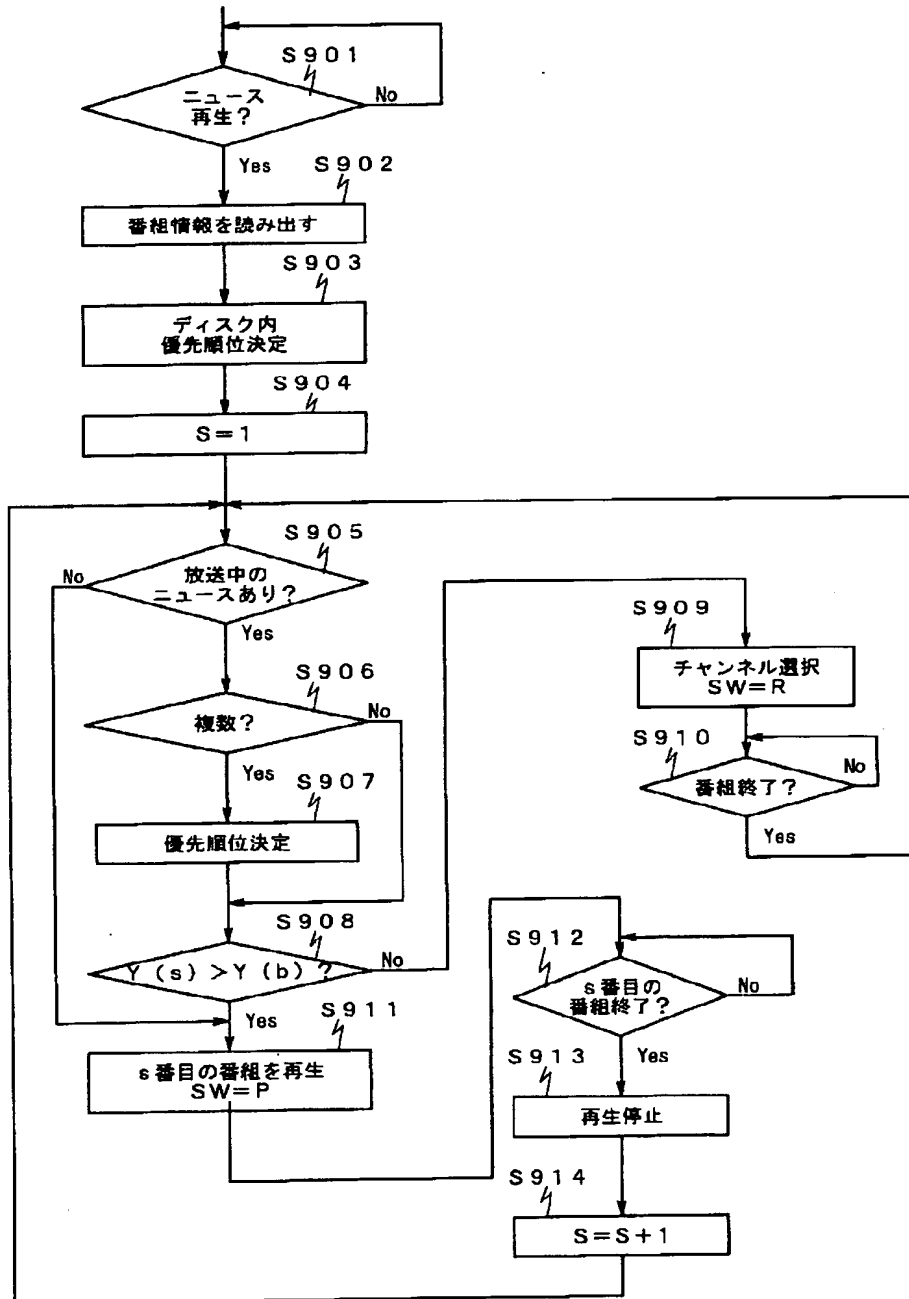 S901
ニュース
再生?
No
Yes
S902
番組情報を読み出す
S903
ディスク内
優先順位決定
S904
S=1
S905
放送中の
ニュースあり?
No
Yes
S906
複数?
No
Yes
S907
優先順位決定
S908
Y(s)>Y(b)?
No
Yes
S911
s番目の番組を再生
SW=P
S909
チャンネル選択
SW=R
S910
番組終了?
No
Yes
S912
s番目の
番組終了?
No
Yes
S913
再生停止
S914
S=S+1